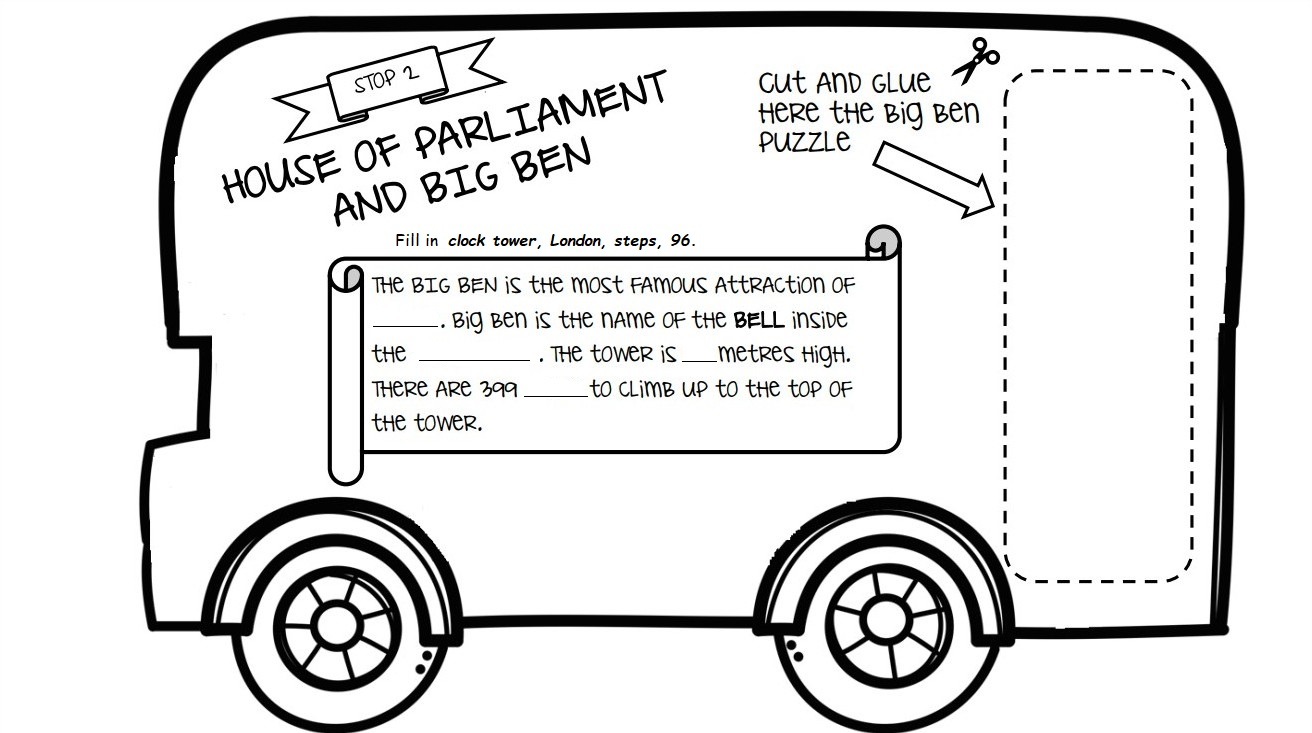 STOP 2
HOUSE OF PARLIAMENT
AND BIG BEN
CUT AND GLUE
HERE THE BIG BEN
PUZZLE
Fill in clock tower, London, steps, 96.
THE BIG BEN IS THE MOST FAMOUS ATTRACTION OF
______. BIG BEN IS THE NAME OF THE BELL INSIDE
THE __________ . THE TOWER IS ___METRES HIGH.
THERE ARE 399 ______TO CLIMB UP TO THE TOP OF
THE TOWER.